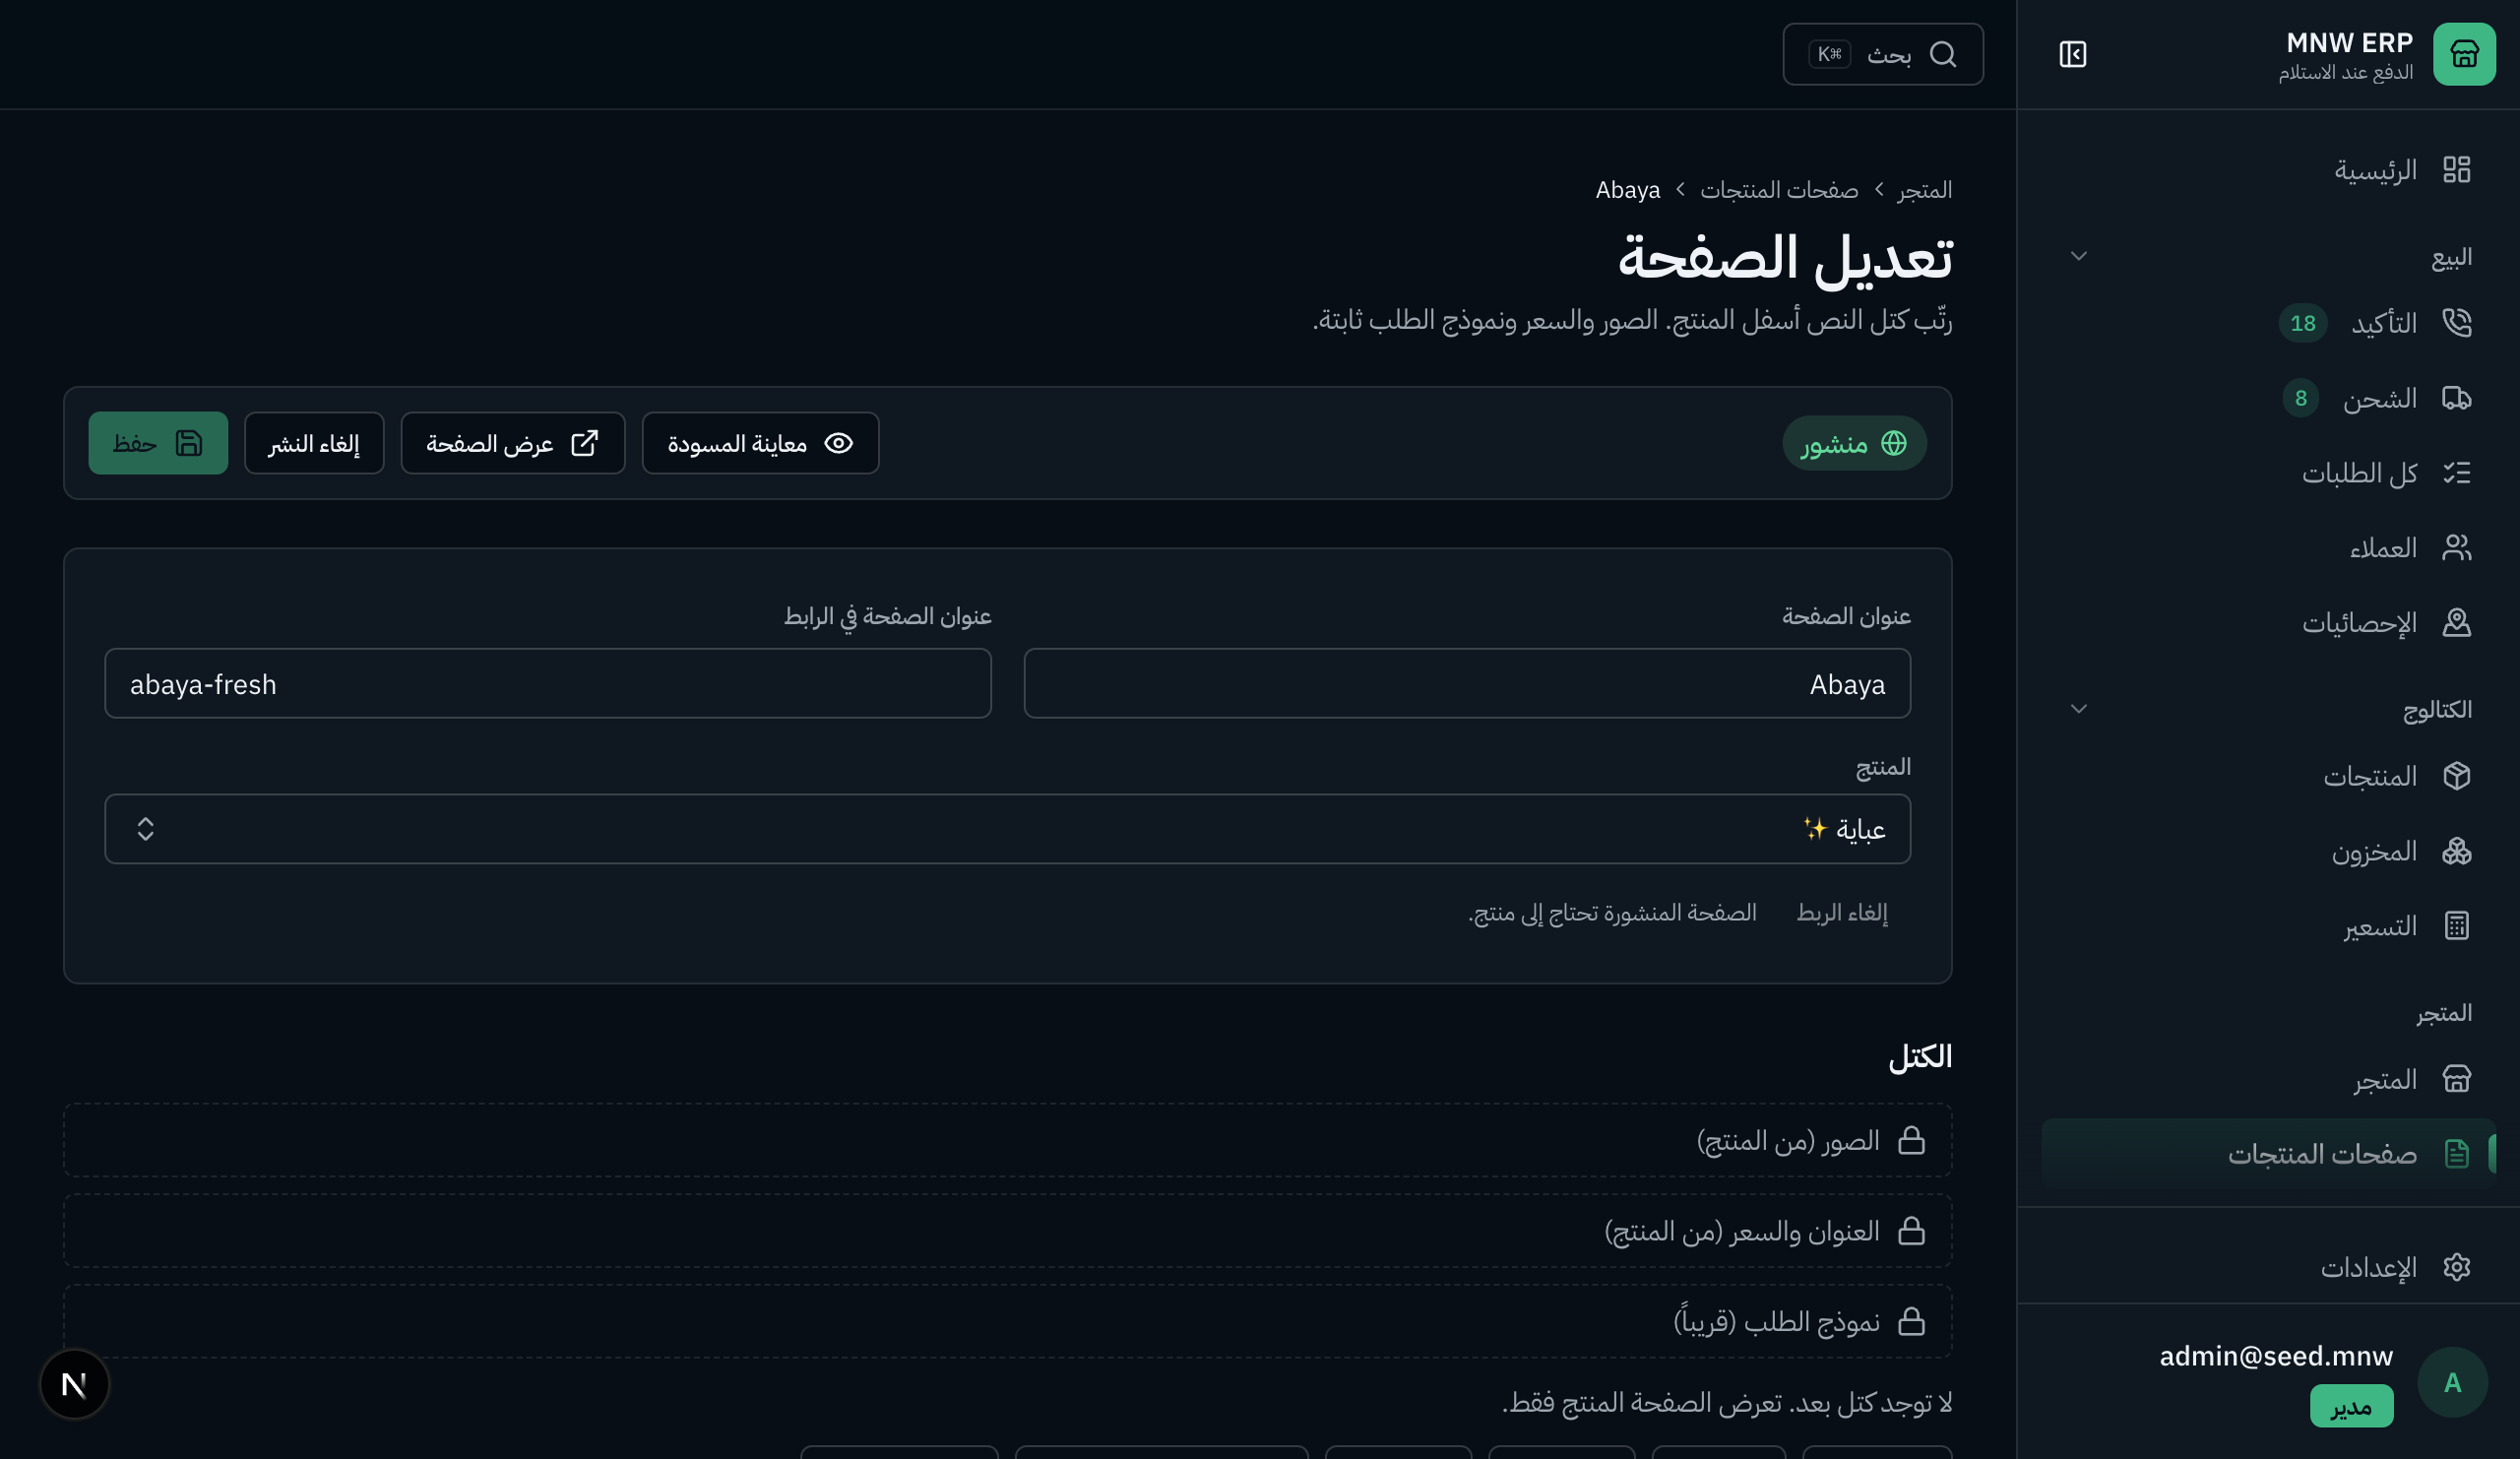 MNW ERP
الدفع عند الاستلام
الرئيسية
البيع
التأكيد 18
الشحن 8
كل الطلبات
العملاء
الإحصائيات
الكتالوج
المنتجات
المخزون
التسعير
المتجر
المتجر
صفحات المنتجات
الإعدادات
admin@seed.mnw
A
مدير
بحث ⌘K
المتجر > صفحات المنتجات > Abaya
تعديل الصفحة
رتّب كتل النص أسفل المنتج. الصور والسعر ونموذج الطلب ثابتة.
منشور
معاينة المسودة
عرض الصفحة
إلغاء النشر
حفظ
عنوان الصفحة
Abaya
عنوان الصفحة في الرابط
abaya-fresh
المنتج
عباية ✨
إلغاء الربط
الصفحة المنشورة تحتاج إلى منتج.
الكتل
الصور (من المنتج)
العنوان والسعر (من المنتج)
نموذج الطلب (قريباً)
لا توجد كتل بعد. تعرض الصفحة المنتج فقط.
N